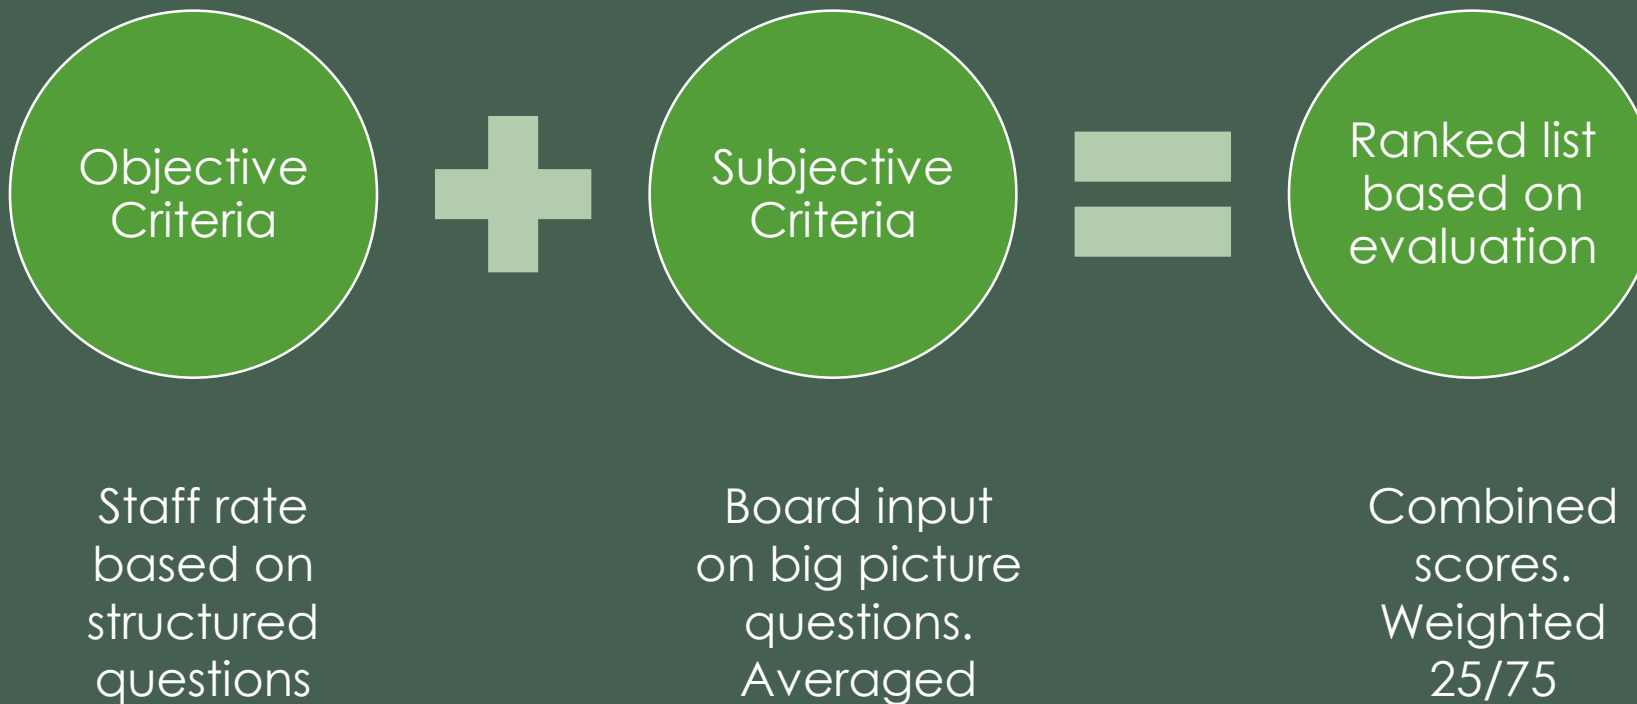 Objective
Criteria
Subjective
Criteria
Ranked list
based on
evaluation
Staff rate
based on
structured
questions
Board input
on big picture
questions.
Averaged
Combined
scores.
Weighted
25/75